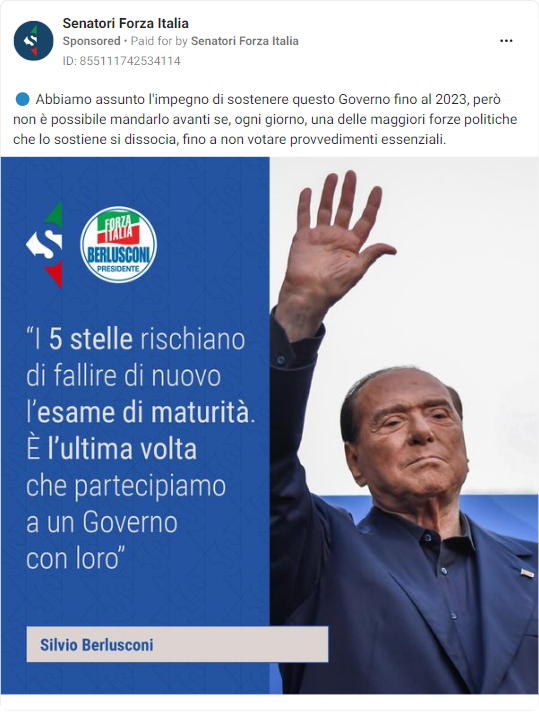 Senatori Forza Italia
Sponsored • Paid for by Senatori Forza Italia
ID: 855111742534114
Abbiamo assunto l'impegno di sostenere questo Governo fino al 2023, però
non è possibile mandarlo avanti se, ogni giorno, una delle maggiori forze politiche
che lo sostiene si dissocia, fino a non votare provvedimenti essenziali.
S
FORZA
ITALIA
BERLUSCONI
PRESIDENTE
“I 5 stelle rischiano
di fallire di nuovo
l’esame di maturità.
È l’ultima volta
che partecipiamo
a un Governo
con loro”
Silvio Berlusconi